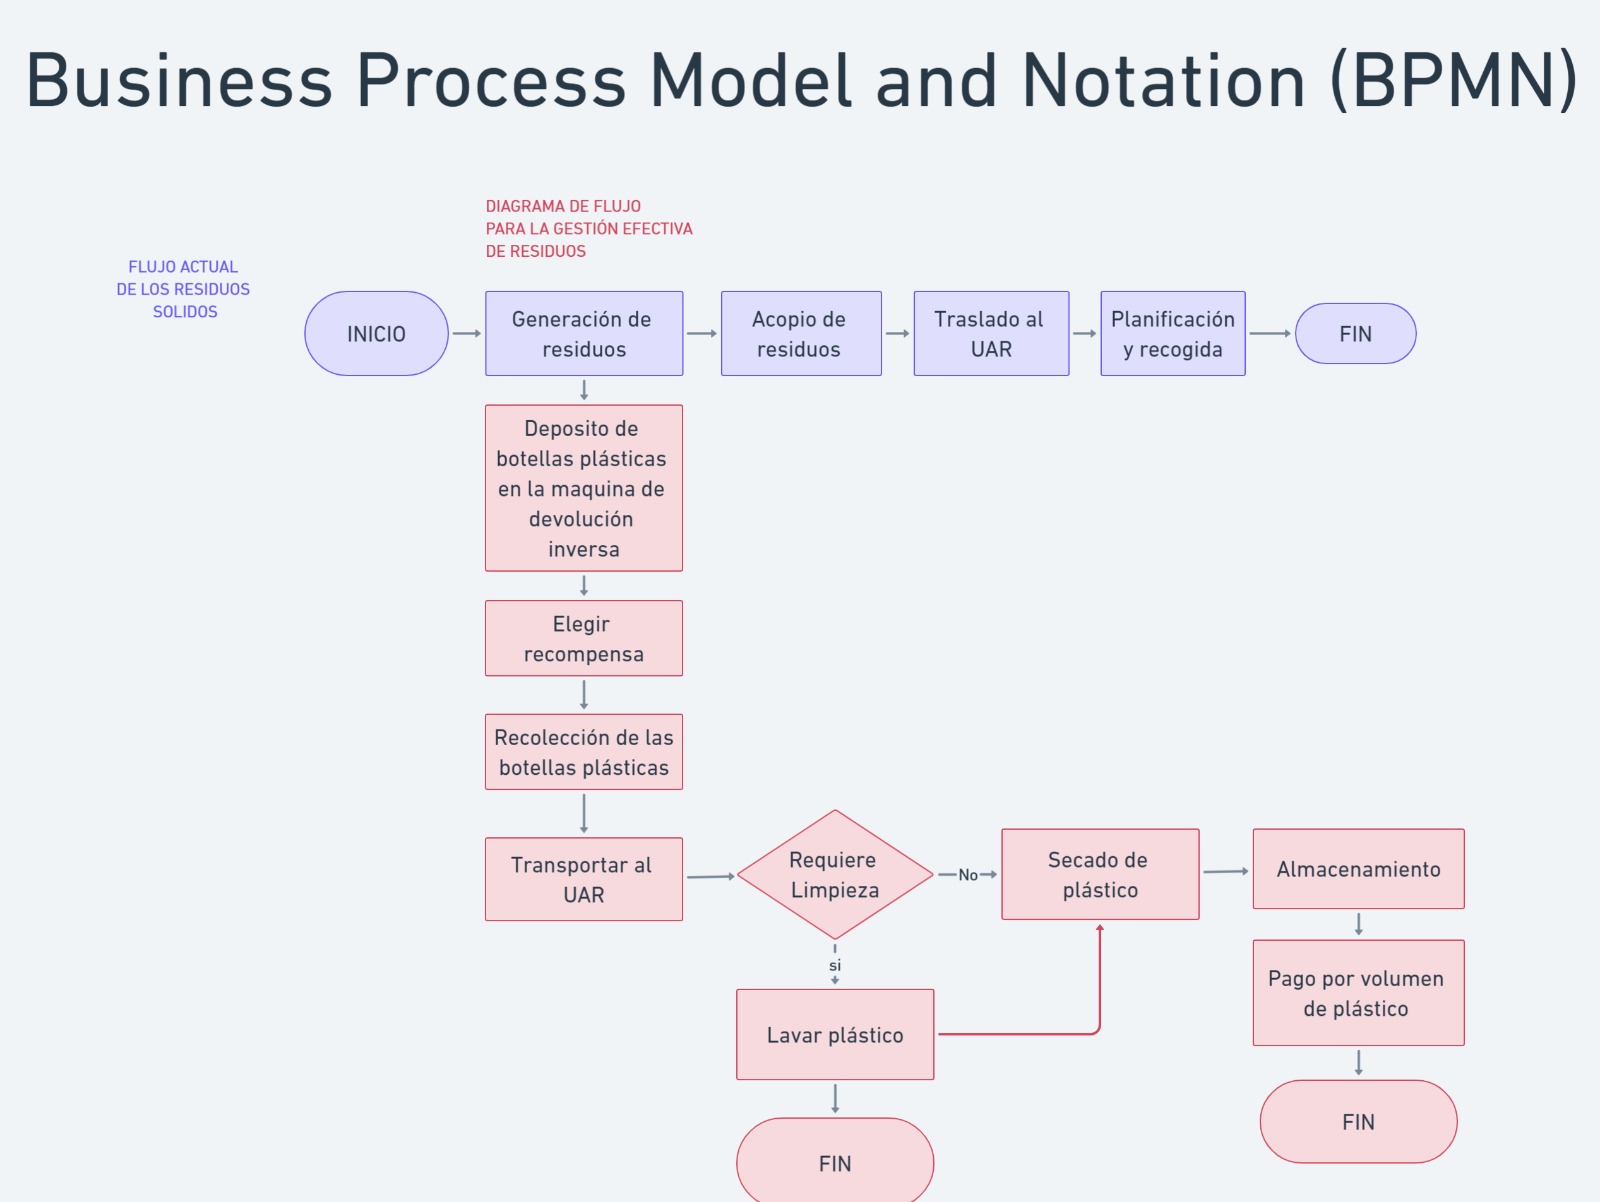 Business Process Model and Notation (BPMN)
DIAGRAMA DE FLUJO
PARA LA GESTIÓN EFECTIVA
DE RESIDUOS
FLUJO ACTUAL
DE LOS RESIDUOS
SOLIDOS
INICIO
Generación de
residuos
Acopio de
residuos
Traslado al
UAR
Planificación
y recogida
FIN
Deposito de
botellas plásticas
en la maquina de
devolución
inversa
Elegir
recompensa
Recolección de las
botellas plásticas
Transportar al
UAR
Requiere
Limpieza
No
Secado de
plástico
Almacenamiento
si
Lavar plástico
Pago por volumen
de plástico
FIN
FIN